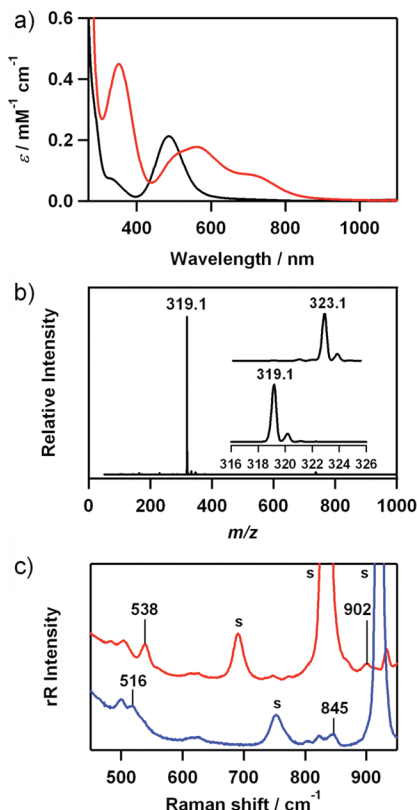 a)
0.6
0.4
0.2
0.0
ε / mM⁻¹ cm⁻¹
400 600 800 1000
Wavelength / nm
b)
319.1
323.1
319.1
316 318 320 322 324 326
Relative Intensity
0 200 400 600 800 1000
m/z
c)
s
s
s
538
902
s
516
845
rR Intensity
500 600 700 800 900
Raman shift / cm⁻¹